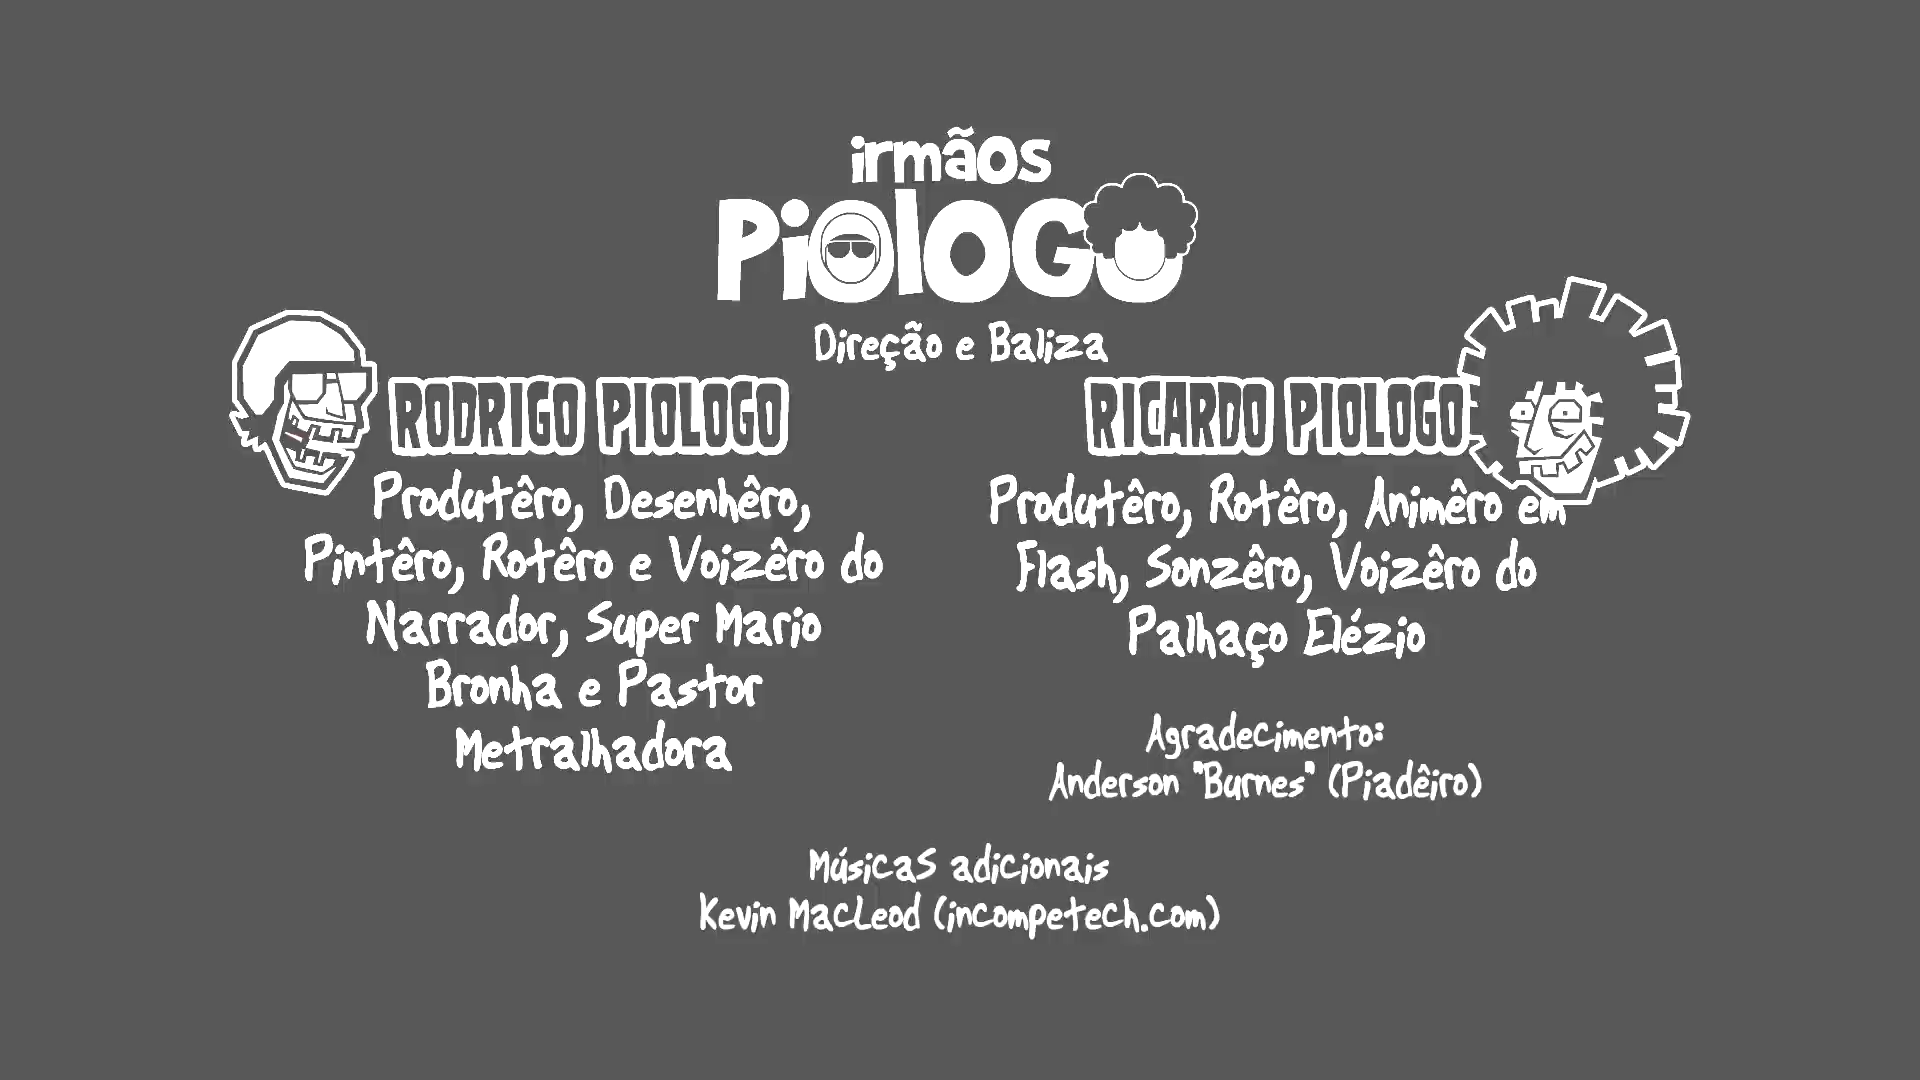 irmãos
PiOLOGO
Direção e Baliza
RODRIGO PIOLOGO
Produtêro, Desenhêro,
Pintêro, Rotêro e Voizêro do
Narrador, Super Mario
Bronha e Pastor
Metralhadora
RICARDO PIOLOGO
Produtêro, Rotêro, Animêro em
Flash, Sonzêro, Voizêro do
Palhaço Elézio
Agradecimento:
Anderson "Burnes" (Piadêiro)
Músicas adicionais
Kevin MacLeod (incompetech.com)